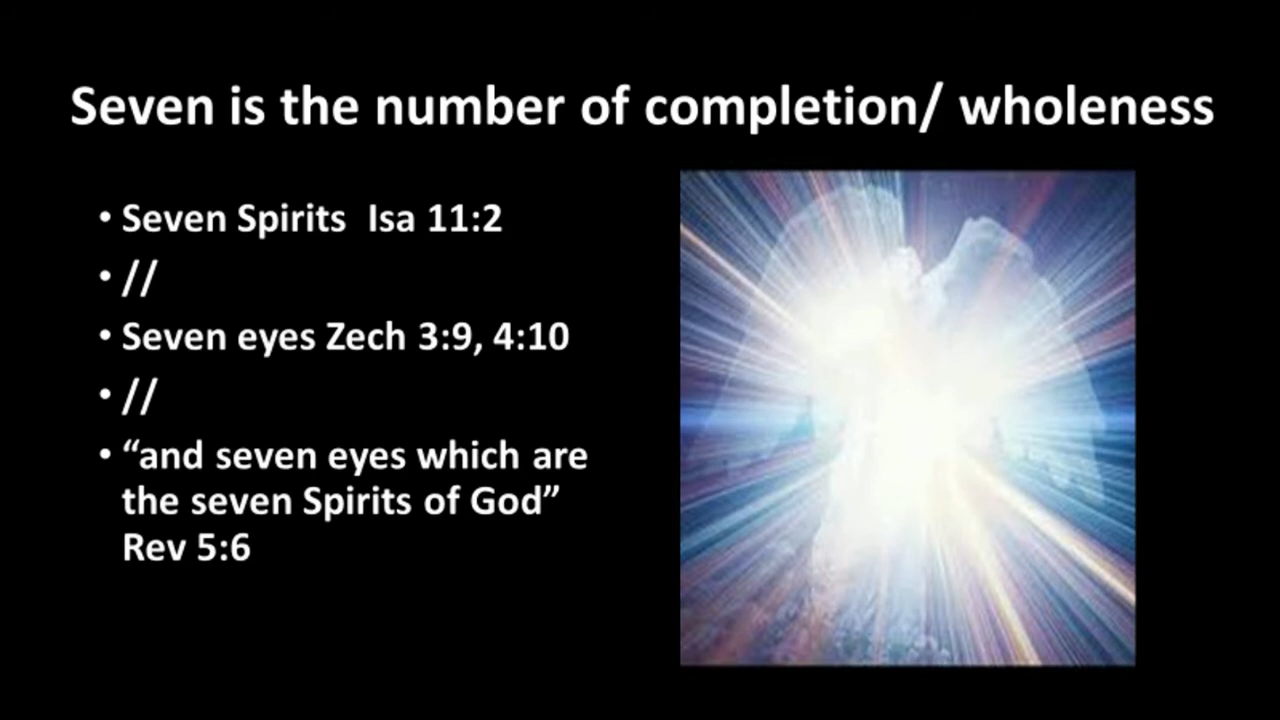 Seven is the number of completion/ wholeness
• Seven Spirits  Isa 11:2
• //
• Seven eyes Zech 3:9, 4:10
• //
• “and seven eyes which are
the seven Spirits of God”
Rev 5:6